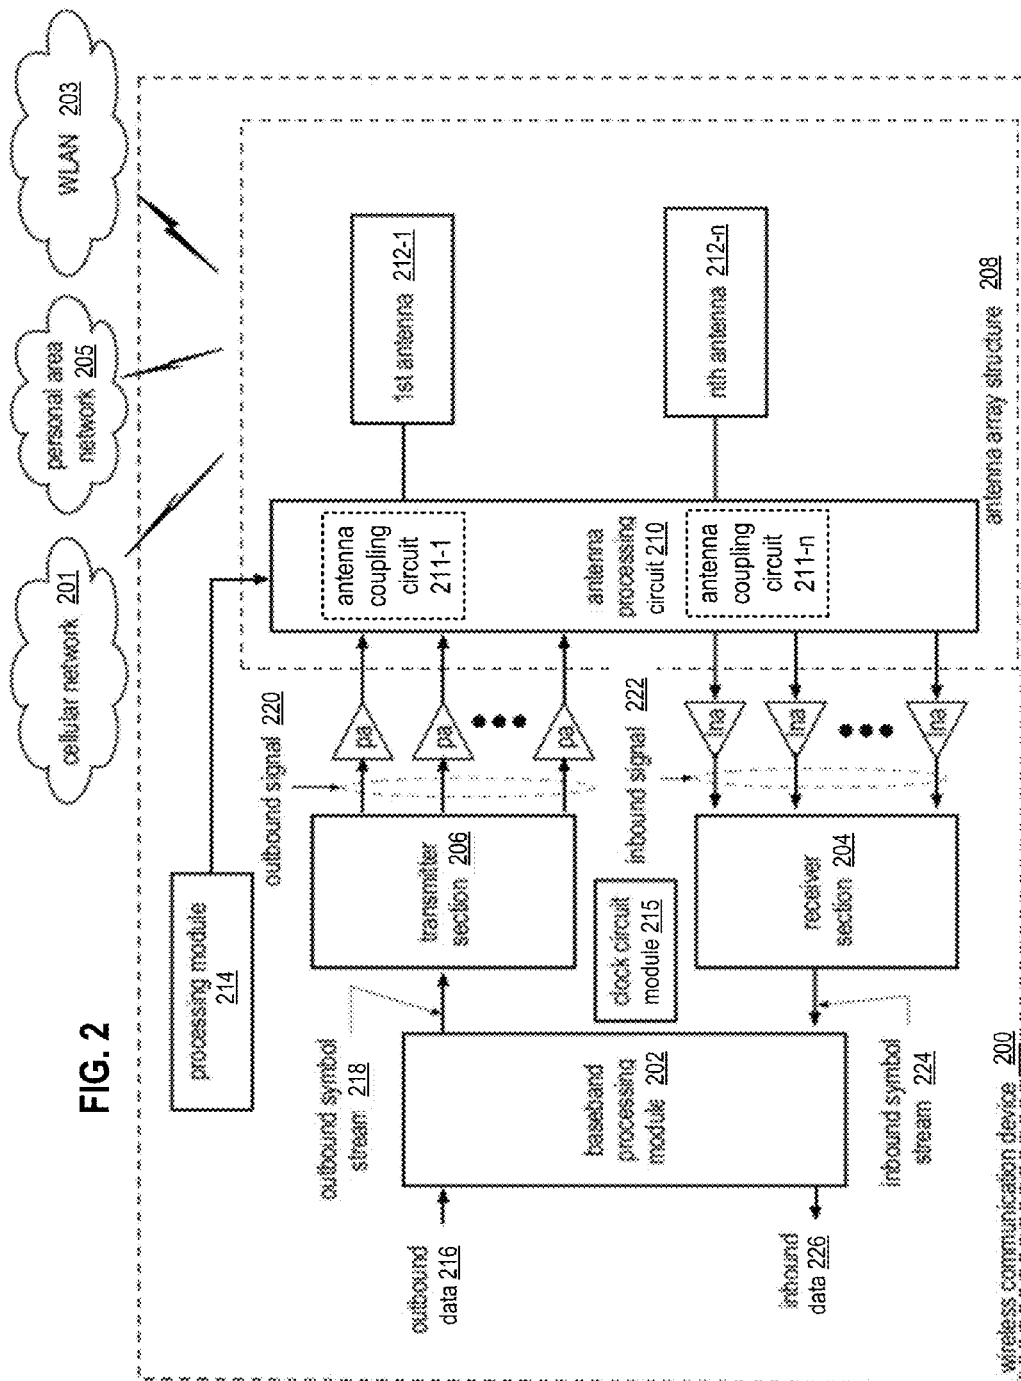 FIG. 2
cellular network 201
personal area
network 205
WLAN 203
processing module
214
outbound signal 220
outbound symbol
stream 218
outbound
data 216
transmitter
section 206
pa
pa
pa
antenna
coupling
circuit
211-1
1st antenna 212-1
baseband
processing
module 202
clock circuit
module 215
antenna
processing
circuit 210
inbound signal 222
inbound
data 226
inbound symbol
stream 224
receiver
section 204
lna
lna
lna
antenna
coupling
circuit
211-n
nth antenna 212-n
wireless communication device 200
antenna array structure 208